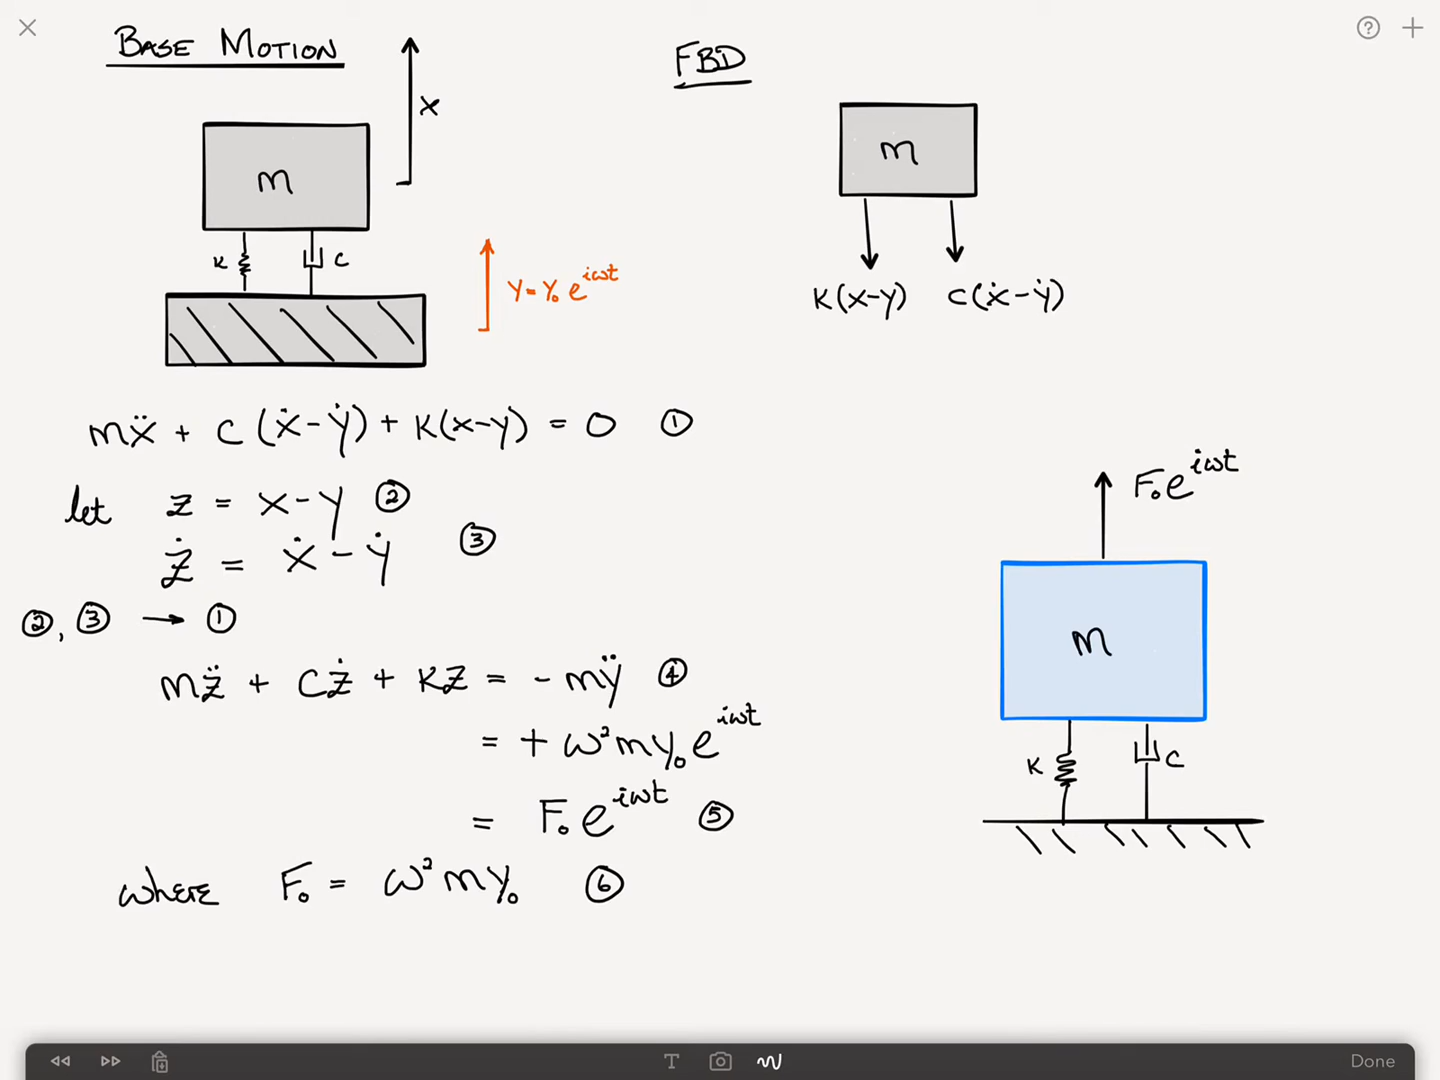 BASE MOTION
x
m
K
C
Y = Y₀ e^{iωt}
FBD
m
K(x-y) C(ẋ-ẏ)
mẍ + C(ẋ-ẏ) + K(x-y) = 0 ①
let z = x-y ②
ż = ẋ - ẏ ③
②, ③ → ①
mz̈ + Cż + Kz = - mÿ ④
= + ω²my₀e^{iωt}
= F₀e^{iωt} ⑤
where F₀ = ω²my₀ ⑥
F₀e^{iωt}
m
K
C
T
Done